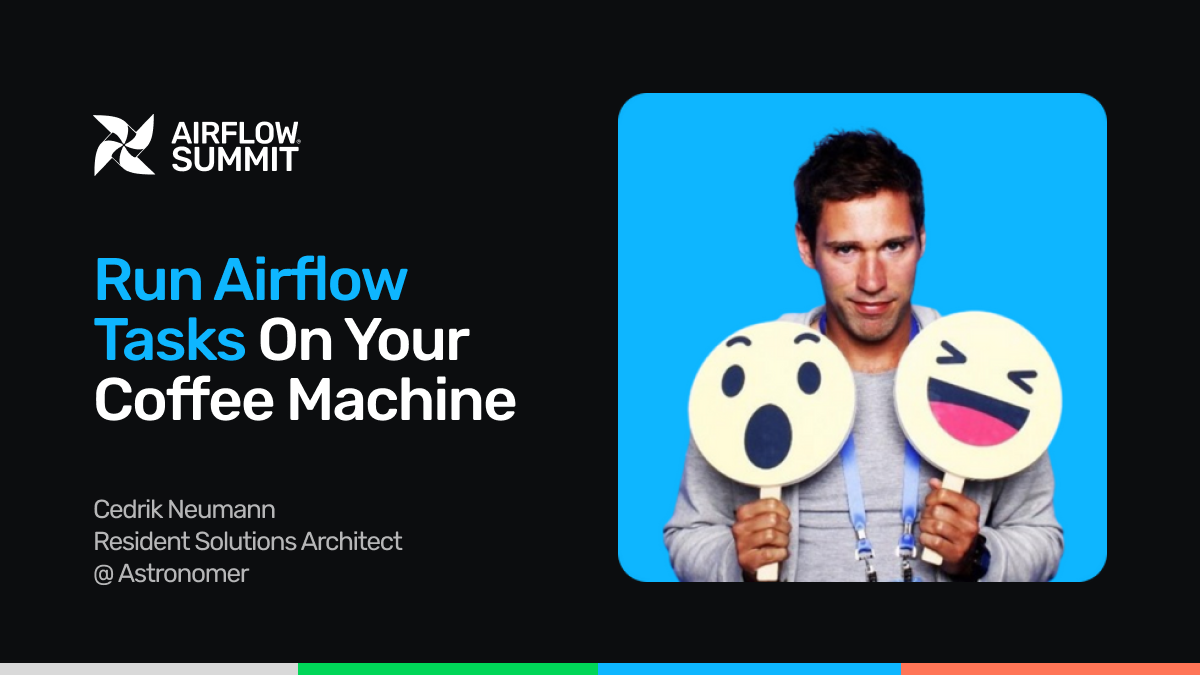 AIRFLOW
SUMMIT
Run Airflow
Tasks On Your
Coffee Machine
Cedrik Neumann
Resident Solutions Architect
@ Astronomer